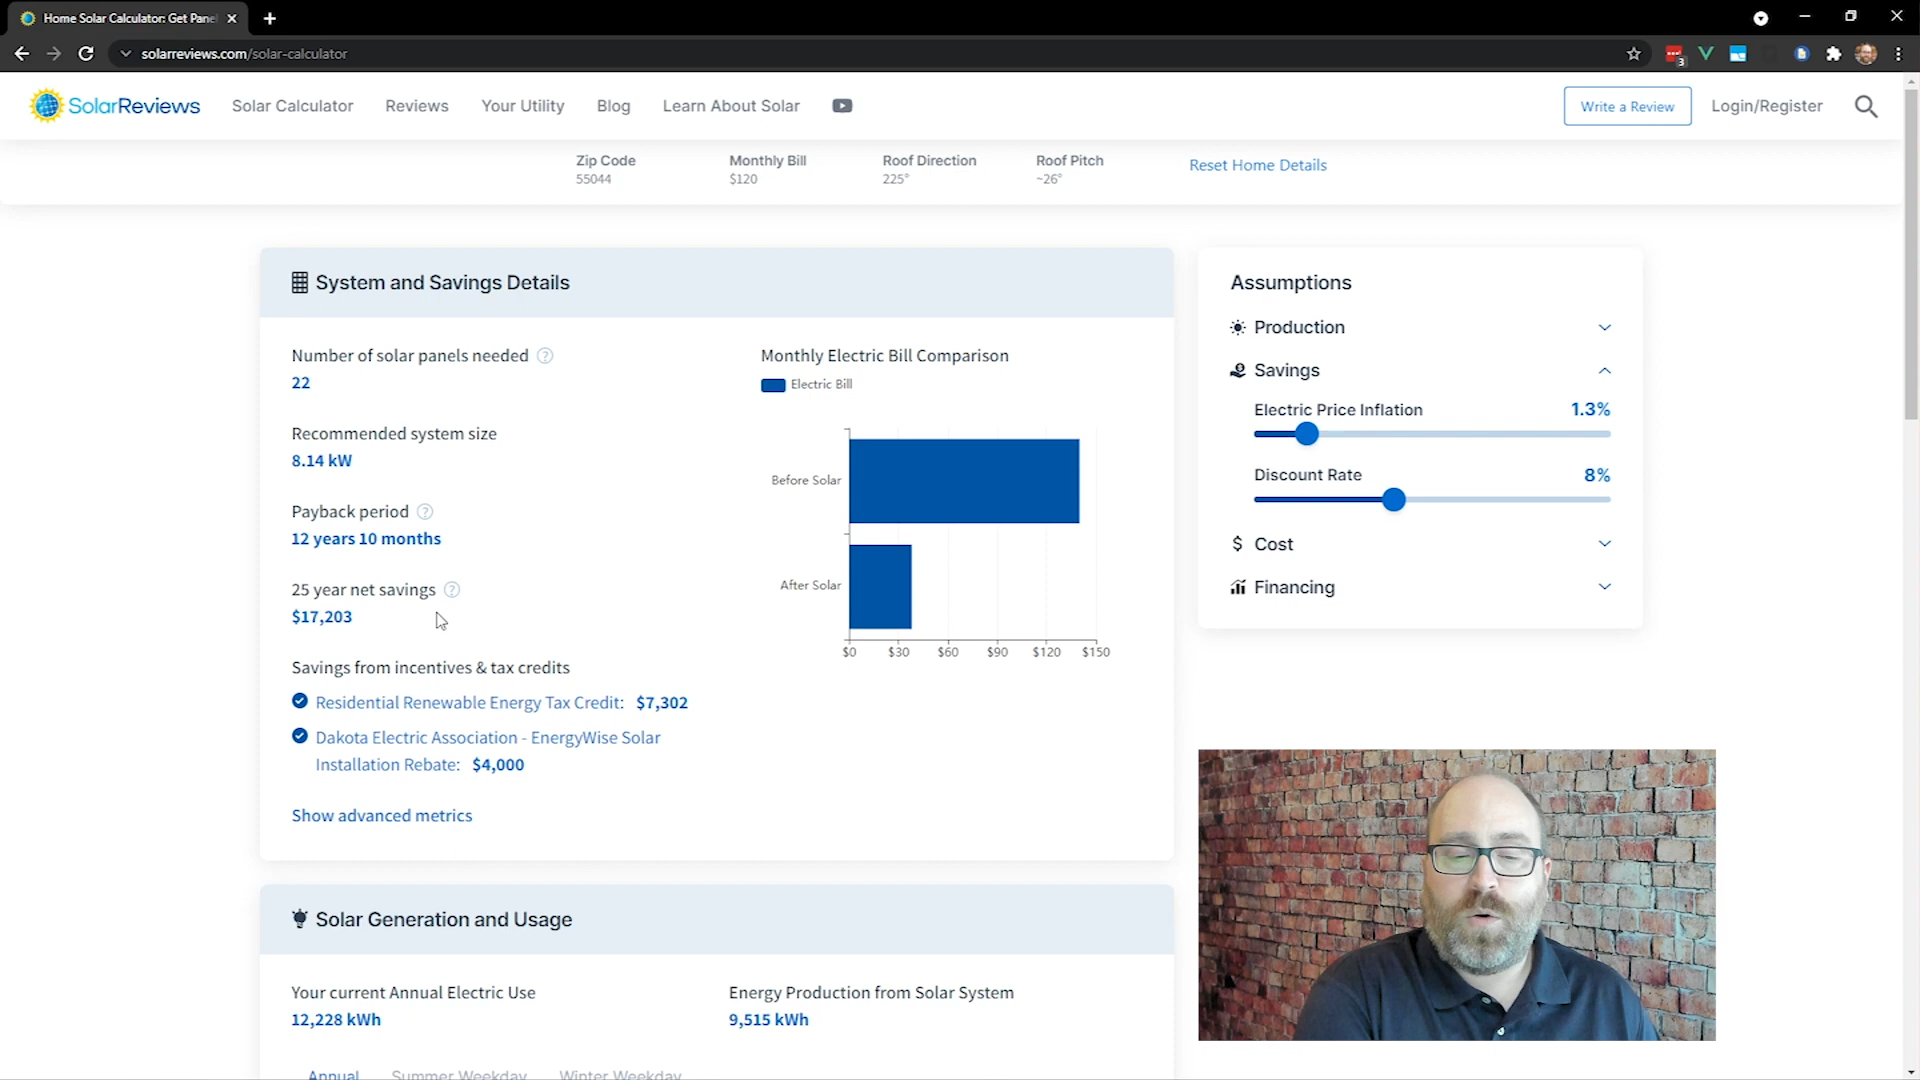 Home Solar Calculator: Get Pane
solarreviews.com/solar-calculator
3
SolarReviews
Solar Calculator
Reviews
Your Utility
Blog
Learn About Solar
Write a Review
Login/Register
Zip Code
55044
Monthly Bill
$120
Roof Direction
225°
Roof Pitch
~26°
Reset Home Details
System and Savings Details
Number of solar panels needed ?
22
Recommended system size
8.14 kW
Payback period ?
12 years 10 months
25 year net savings ?
$17,203
Savings from incentives & tax credits
Residential Renewable Energy Tax Credit: $7,302
Dakota Electric Association - EnergyWise Solar
Installation Rebate: $4,000
Show advanced metrics
Monthly Electric Bill Comparison
Electric Bill
Before Solar
After Solar
$0 $30 $60 $90 $120 $150
Assumptions
Production
Savings
Electric Price Inflation 1.3%
Discount Rate 8%
$ Cost
Financing
Solar Generation and Usage
Your current Annual Electric Use
12,228 kWh
Energy Production from Solar System
9,515 kWh
Annual Summer Weekday Winter Weekday